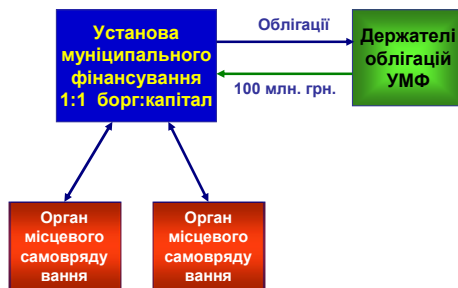 Установа
муніципального
фінансування
1:1 борг:капітал
Облігації
100 млн. грн.
Держателі
облігацій
УМФ
Орган
місцевого
самовряду
вання
Орган
місцевого
самовряду
вання